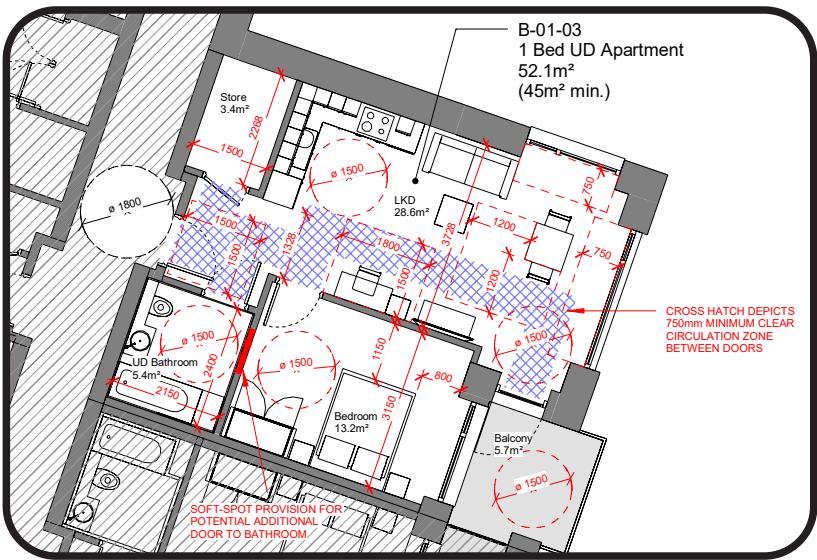 B-01-03
1 Bed UD Apartment
52.1m²
(45m² min.)
Store
3.4m²
2268
1500
ø 1800
1500
1500
1328
ø 1500
LKD
28.6m²
1800
1500
3728
1200
1200
750
750
ø 1500
CROSS HATCH DEPICTS
750mm MINIMUM CLEAR
CIRCULATION ZONE
BETWEEN DOORS
ø 1500
UD Bathroom
5.4m²
2400
2150
ø 1500
1150
800
3150
Bedroom
13.2m²
Balcony
5.7m²
ø 1500
SOFT-SPOT PROVISION FOR
POTENTIAL ADDITIONAL
DOOR TO BATHROOM